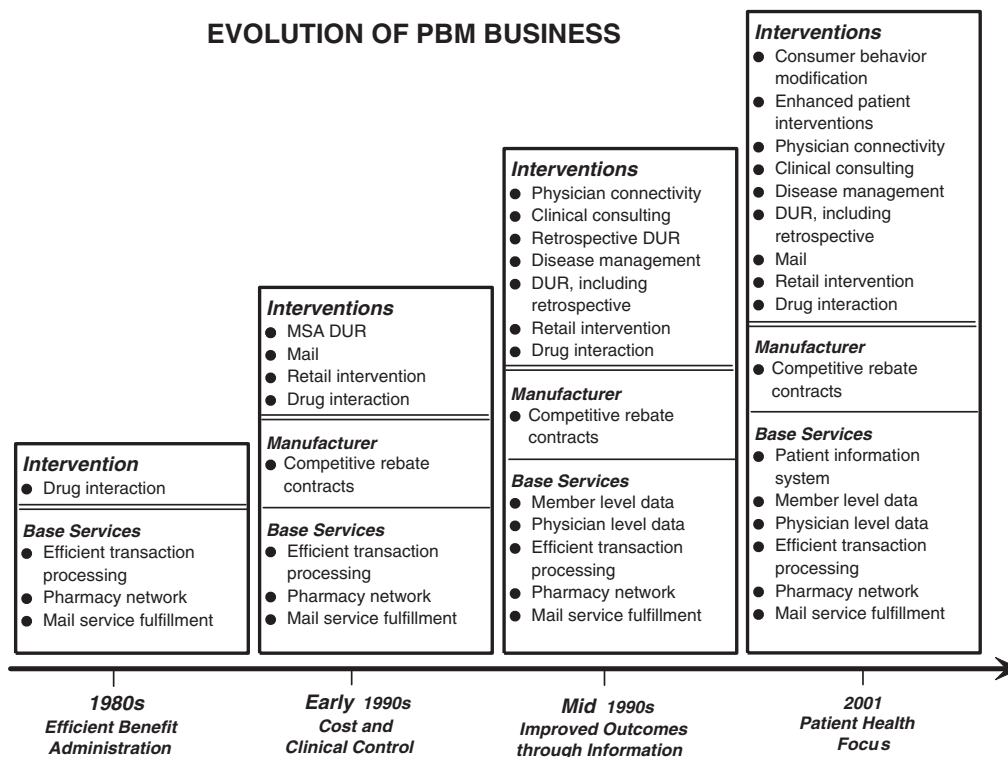 EVOLUTION OF PBM BUSINESS
Intervention
● Drug interaction
Base Services
● Efficient transaction
processing
● Pharmacy network
● Mail service fulfillment
Interventions
● MSA DUR
● Mail
● Retail intervention
● Drug interaction
Manufacturer
● Competitive rebate
contracts
Base Services
● Efficient transaction
processing
● Pharmacy network
● Mail service fulfillment
Interventions
● Physician connectivity
● Clinical consulting
● Retrospective DUR
● Disease management
● DUR, including
retrospective
● Retail intervention
● Drug interaction
Manufacturer
● Competitive rebate
contracts
Base Services
● Member level data
● Physician level data
● Efficient transaction
processing
● Pharmacy network
● Mail service fulfillment
Interventions
● Consumer behavior
modification
● Enhanced patient
interventions
● Physician connectivity
● Clinical consulting
● Disease management
● DUR, including
retrospective
● Mail
● Retail intervention
● Drug interaction
Manufacturer
● Competitive rebate
contracts
Base Services
● Patient information
system
● Member level data
● Physician level data
● Efficient transaction
processing
● Pharmacy network
● Mail service fulfillment
1980s
Efficient Benefit
Administration
Early 1990s
Cost and
Clinical Control
Mid 1990s
Improved Outcomes
through Information
2001
Patient Health
Focus